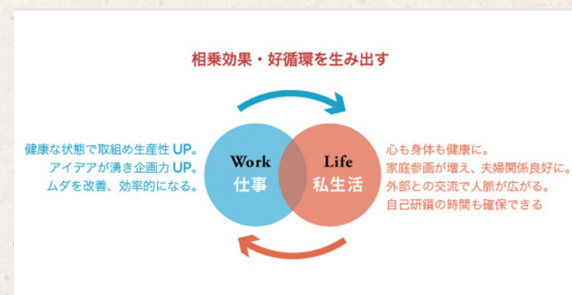 相乗効果・好循環を生み出す
健康な状態で取組め生産性 UP。
アイデアが湧き企画力 UP。
ムダを改善、効率的になる。
Work
仕事
Life
私生活
心も身体も健康に。
家庭参画が増え、夫婦関係良好に。
外部との交流で人脈が広がる。
自己研鑽の時間も確保できる